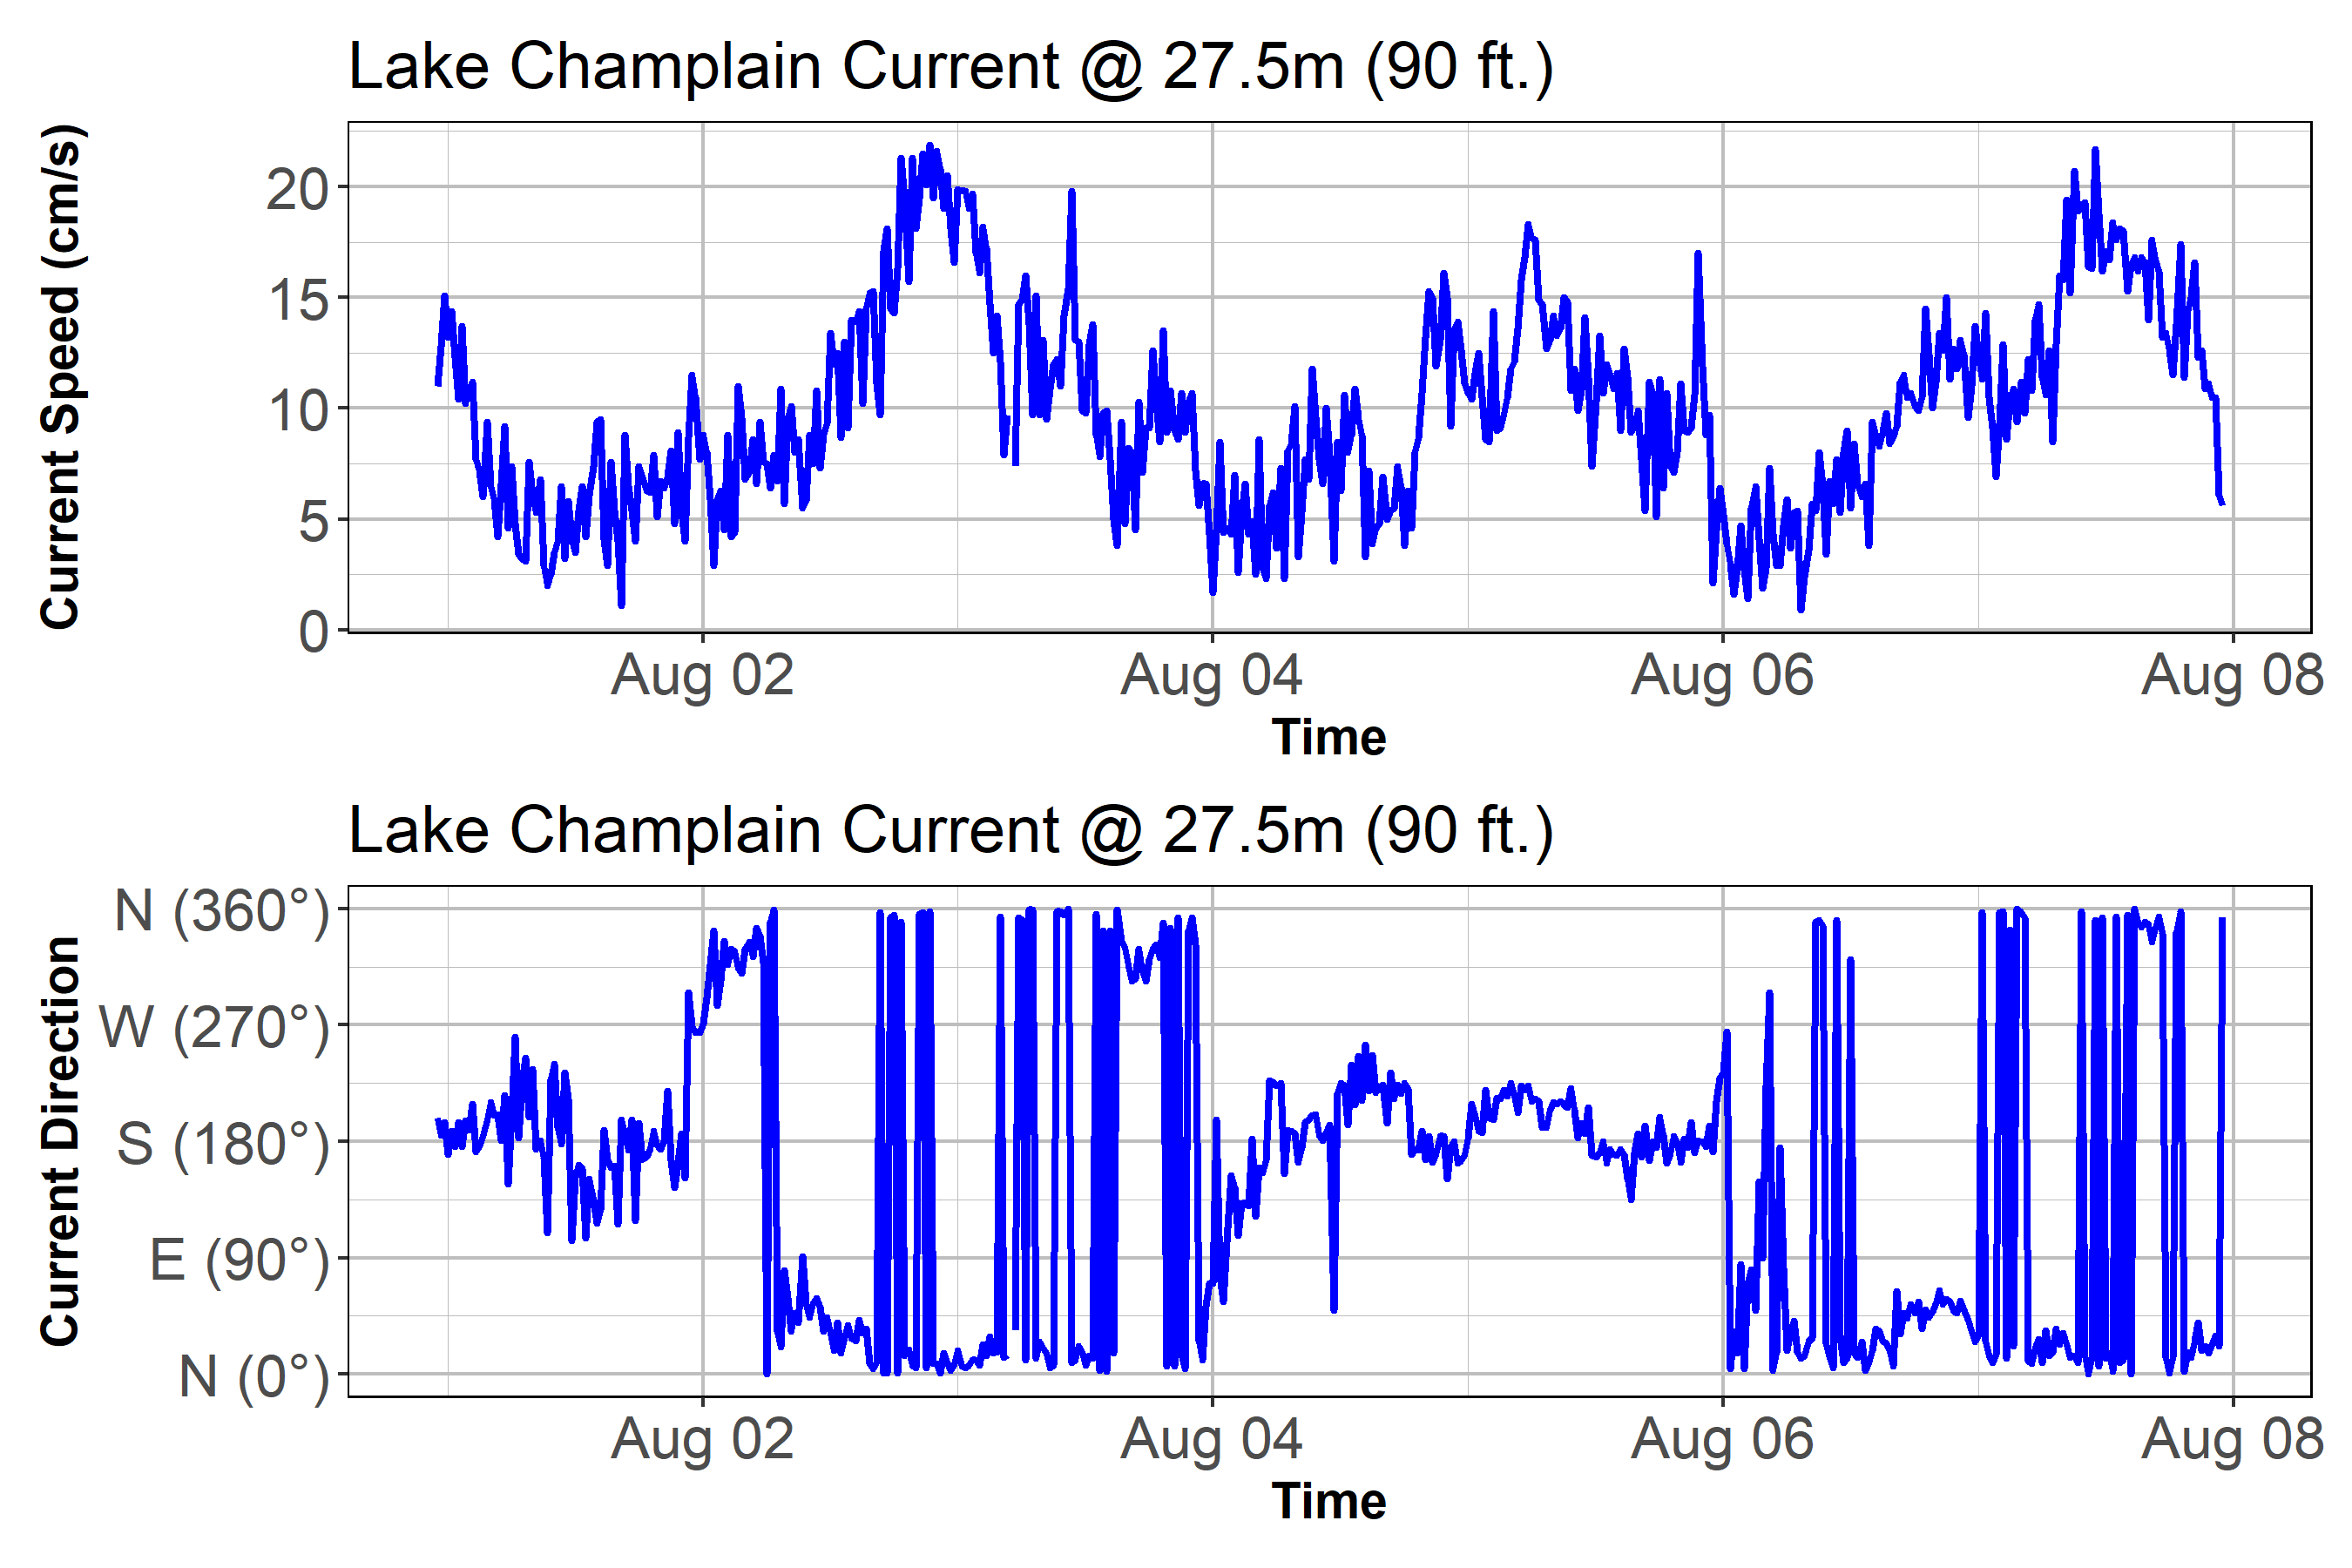 Lake Champlain Current @ 27.5m (90 ft.)
Current Speed (cm/s)
20
15
10
5
0
Aug 02 Aug 04 Aug 06 Aug 08
Time
Lake Champlain Current @ 27.5m (90 ft.)
Current Direction
N (360°)
W (270°)
S (180°)
E (90°)
N (0°)
Aug 02 Aug 04 Aug 06 Aug 08
Time